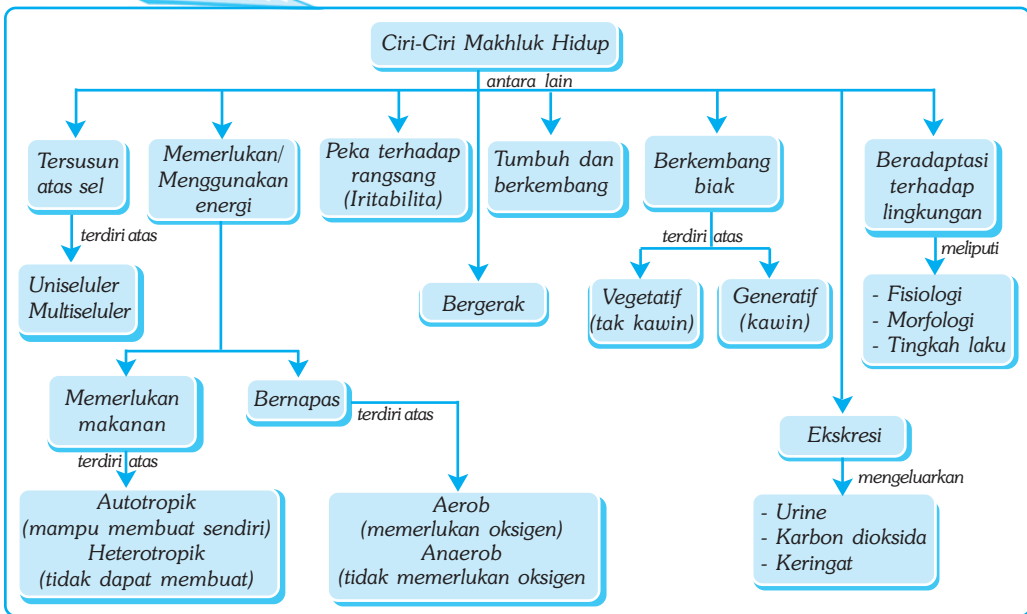 Ciri-Ciri Makhluk Hidup
antara lain
Tersusun
atas sel
terdiri atas
Uniseluler
Multiseluler
Memerlukan/
Menggunakan
energi
Memerlukan
makanan
terdiri atas
Autotropik
(mampu membuat sendiri)
Heterotropik
(tidak dapat membuat)
Bernapas
terdiri atas
Aerob
(memerlukan oksigen)
Anaerob
(tidak memerlukan oksigen
Peka terhadap
rangsang
(Iritabilita)
Bergerak
Tumbuh dan
berkembang
Berkembang
biak
terdiri atas
Vegetatif
(tak kawin)
Generatif
(kawin)
Ekskresi
mengeluarkan
- Urine
- Karbon dioksida
- Keringat
Beradaptasi
terhadap
lingkungan
meliputi
- Fisiologi
- Morfologi
- Tingkah laku